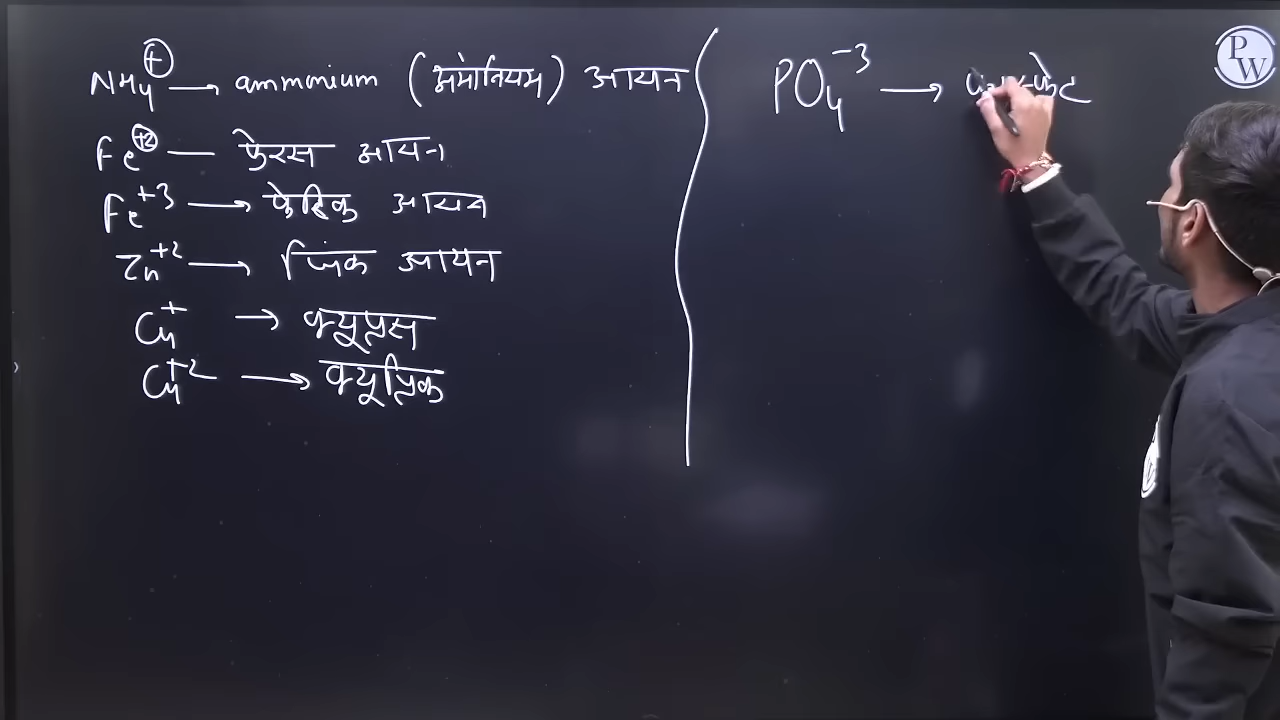 NH4+ → ammonium (अमोनियम) आयन
Fe+2 — फेरस आयन
Fe+3 → फेरिक आयन
Zn+2 → जिंक आयन
Cu+ → क्यूप्रस
Cu+2 → क्यूप्रिक
PO4-3 →
PW